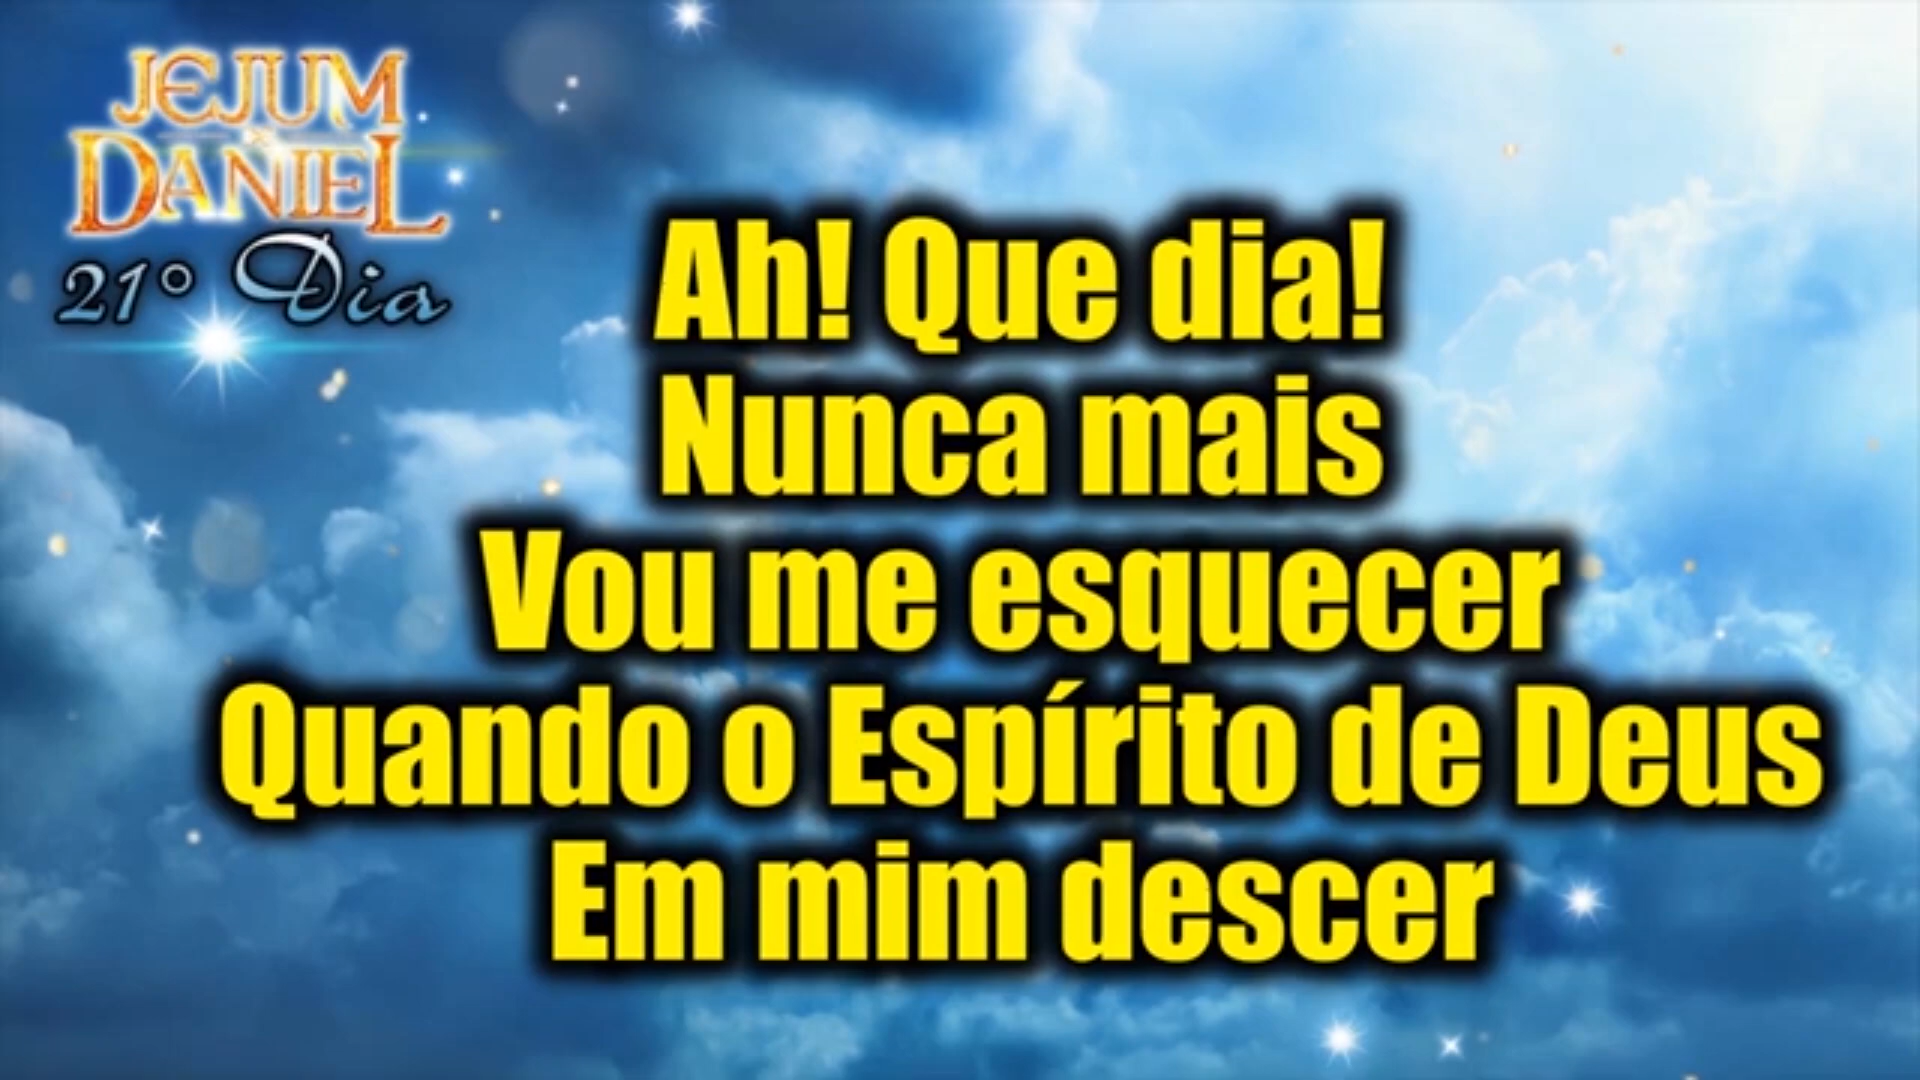 JEJUM
DE
DANIEL
21° Dia
Ah! Que dia!
Nunca mais
Vou me esquecer
Quando o Espírito de Deus
Em mim descer